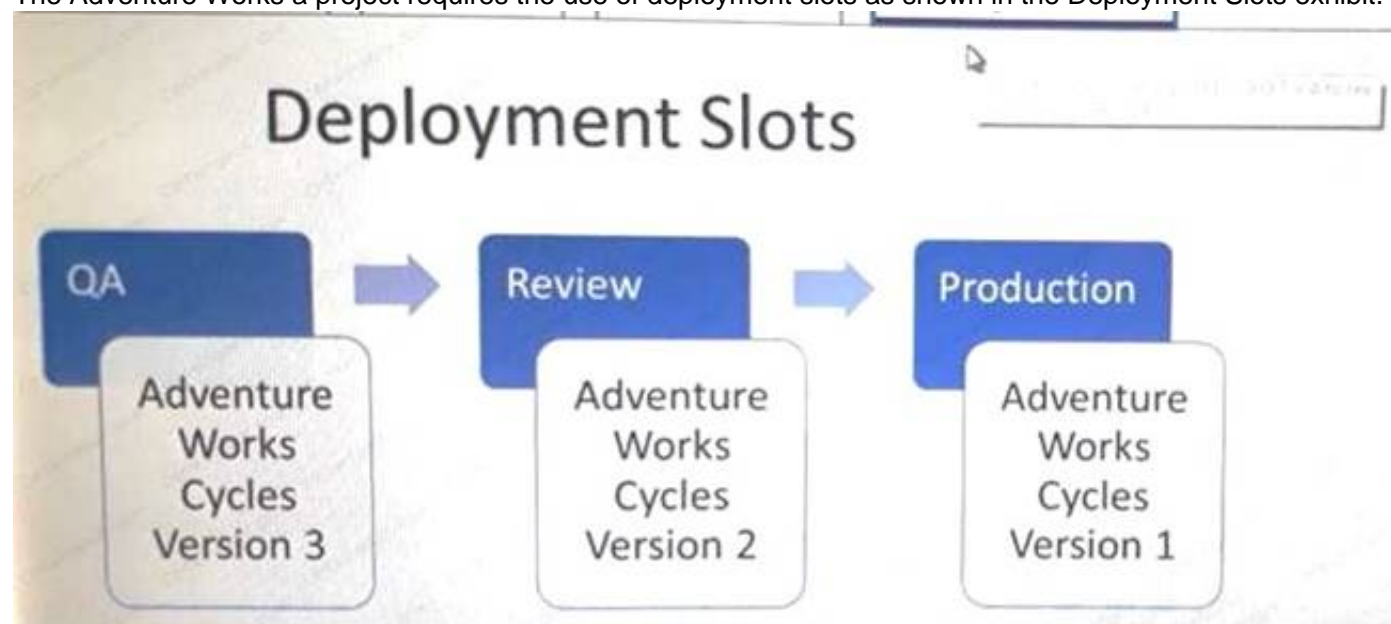 The Adventure Works a project requires the use of deployment slots as shown in the Deployment Slots exhibit.
Deployment Slots
QA
Review
Production
Adventure
Works
Cycles
Version 3
Adventure
Works
Cycles
Version 2
Adventure
Works
Cycles
Version 1